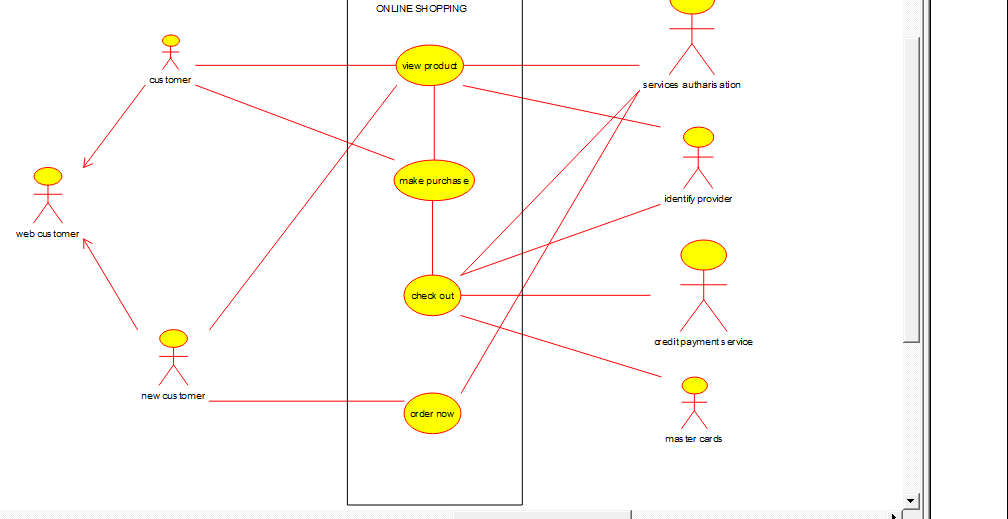 ONLINE SHOPPING
customer
view product
services autharisation
make purchase
identify provider
web customer
check out
credit payment service
new customer
order now
master cards